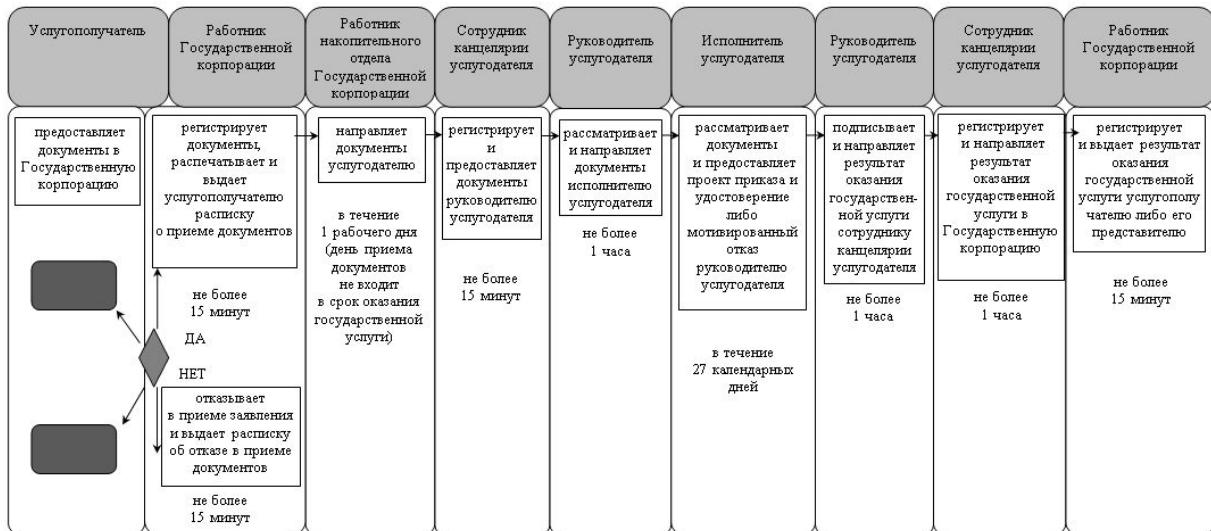 Услугополучатель
Работник
Государственной
корпорации
Работник
накопительного
отдела
Государственной
корпорации
Сотрудник
канцелярии
услугодателя
Руководитель
услугодателя
Исполнитель
услугодателя
Руководитель
услугодателя
Сотрудник
канцелярии
услугодателя
Работник
Государственной
корпорации
предоставляет
документы в
Государственную
корпорацию
регистрирует
документы,
распечатывает и
выдает
услугополучателю
расписку
о приеме документов
не более
15 минут
ДА
НЕТ
отказывает
в приеме заявления
и выдает расписку
об отказе в приеме
документов
не более
15 минут
направляет
документы
услугодателю
в течение
1 рабочего дня
(день приема
документов
не входит
в срок оказания
государственной
услуги)
регистрирует
и
предоставляет
документы
руководителю
услугодателя
не более
15 минут
рассматривает
и направляет
документы
исполнителю
услугодателя
не более
1 часа
рассматривает
документы
и предоставляет
проект приказа и
удостоверение
либо
мотивированный
отказ
руководителю
услугодателя
в течение
27 календарных
дней
подписывает
и направляет
результат
оказания
государствен-
ной услуги
сотруднику
канцелярии
услугодателя
не более
1 часа
регистрирует
и направляет
результат
оказания
государственной
услуги в
Государственную
корпорацию
не более
1 часа
регистрирует
и выдает результат
оказания
государственной
услуги услугополу
чателю либо его
представителю
не более
15 минут